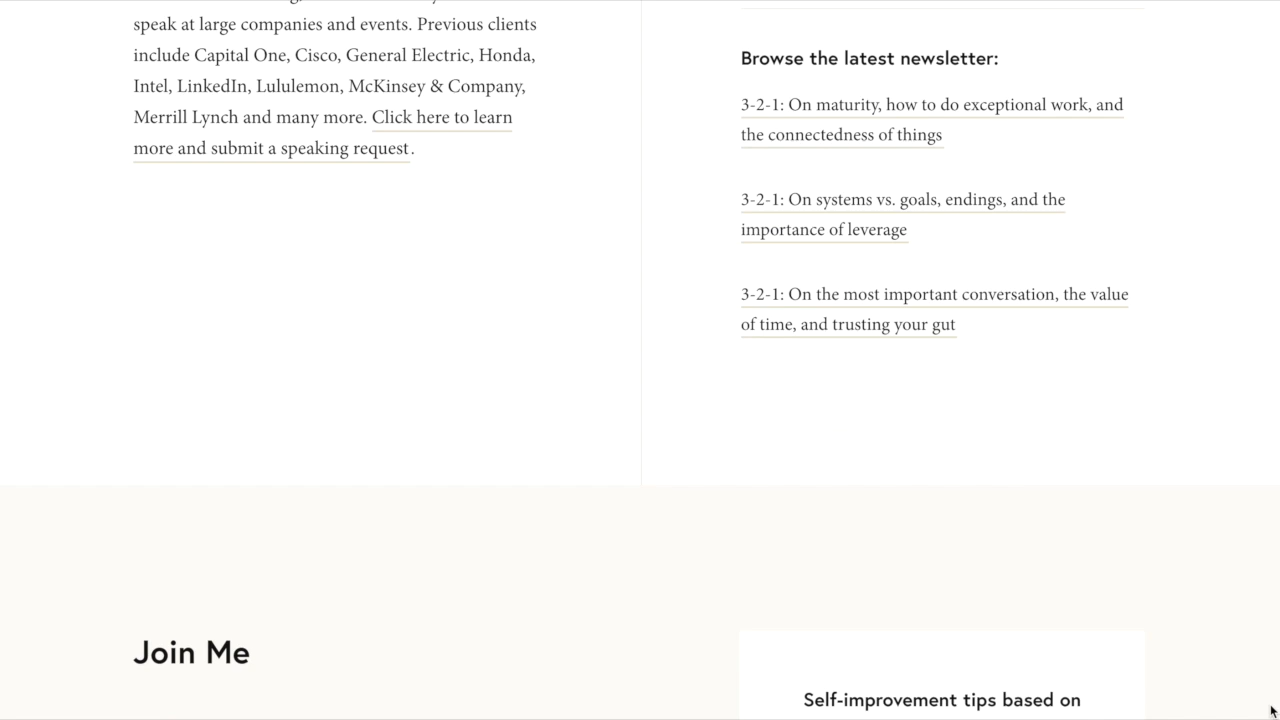 speak at large companies and events. Previous clients
include Capital One, Cisco, General Electric, Honda,
Intel, LinkedIn, Lululemon, McKinsey & Company,
Merrill Lynch and many more. Click here to learn
more and submit a speaking request.
Browse the latest newsletter:
3-2-1: On maturity, how to do exceptional work, and
the connectedness of things
3-2-1: On systems vs. goals, endings, and the
importance of leverage
3-2-1: On the most important conversation, the value
of time, and trusting your gut
Join Me
Self-improvement tips based on